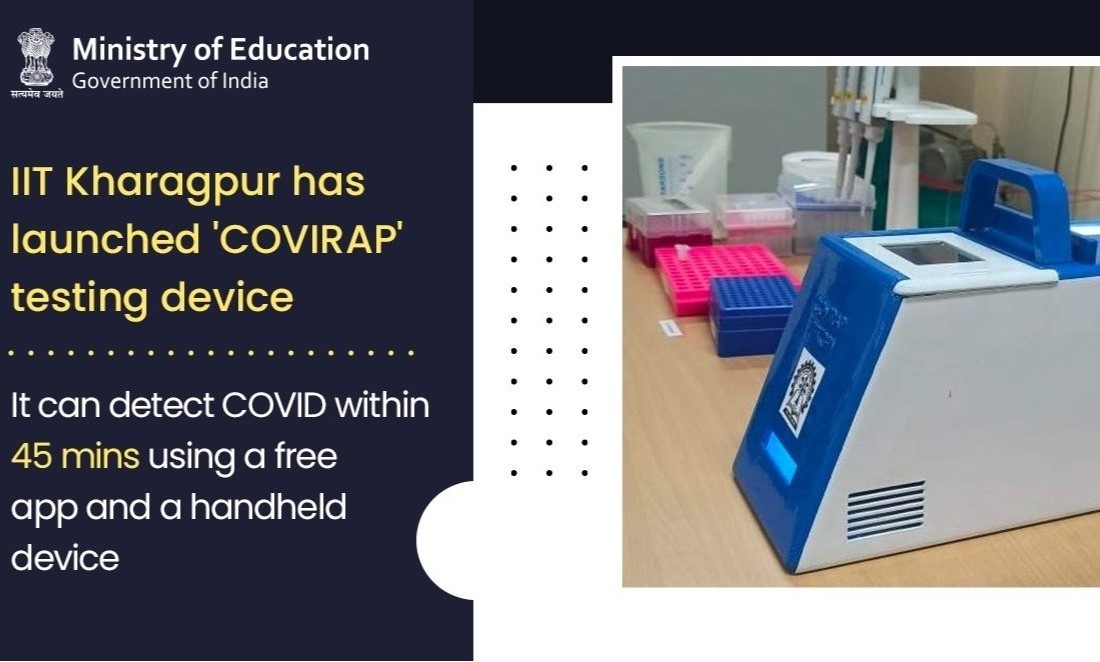 सत्यमेव जयते
Ministry of Education
Government of India
IIT Kharagpur has
launched 'COVIRAP'
testing device
It can detect COVID within
45 mins using a free
app and a handheld
device
TARSONS